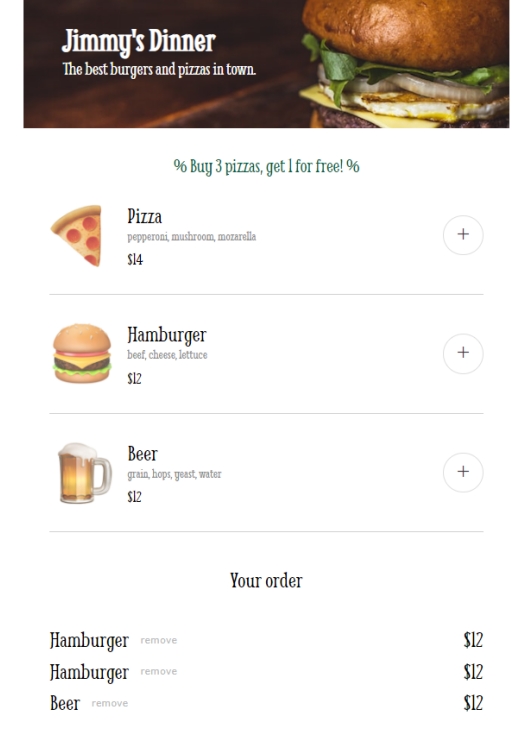 Jimmy's Dinner
The best burgers and pizzas in town.
% Buy 3 pizzas, get 1 for free! %
Pizza
pepperoni, mushroom, mozarella
$14
+
Hamburger
beef, cheese, lettuce
$12
+
Beer
grain, hops, yeast, water
$12
+
Your order
Hamburger remove $12
Hamburger remove $12
Beer remove $12